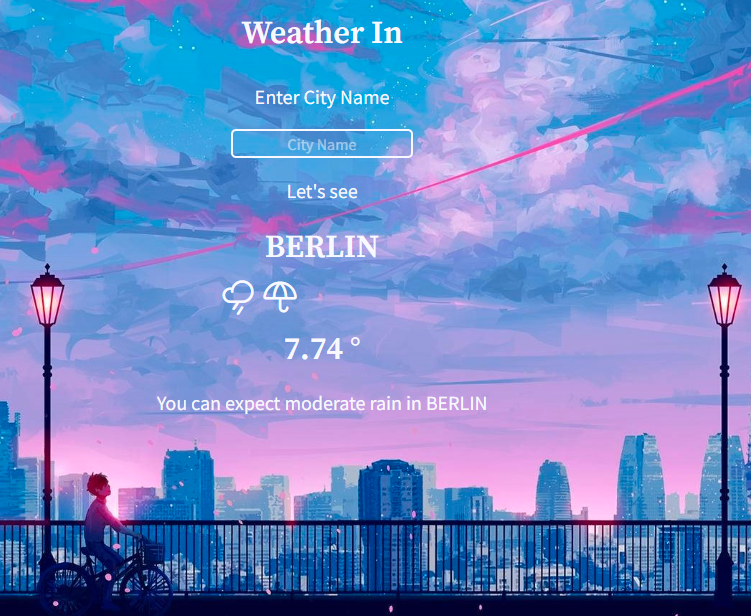 Weather In
Enter City Name
City Name
Let's see
BERLIN
7.74 °
You can expect moderate rain in BERLIN